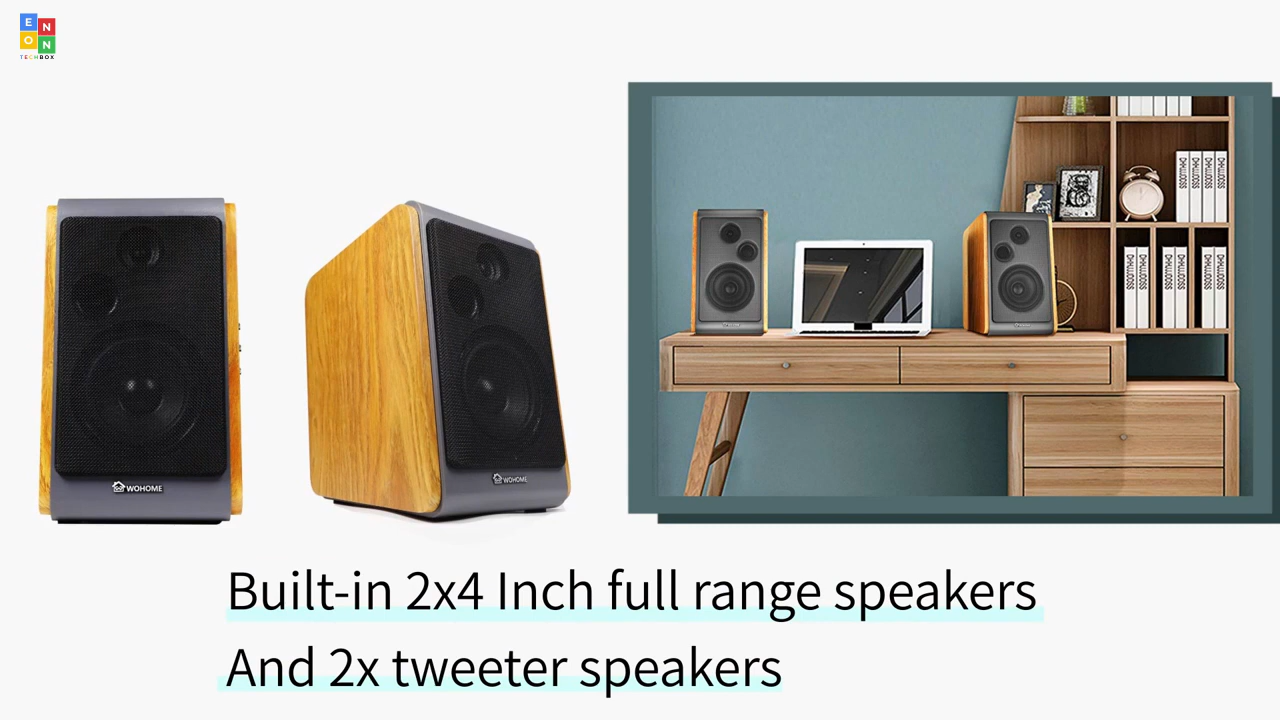 E
N
O
N
TECHBOX
WOHOME
WOHOME
Built-in 2x4 Inch full range speakers
And 2x tweeter speakers